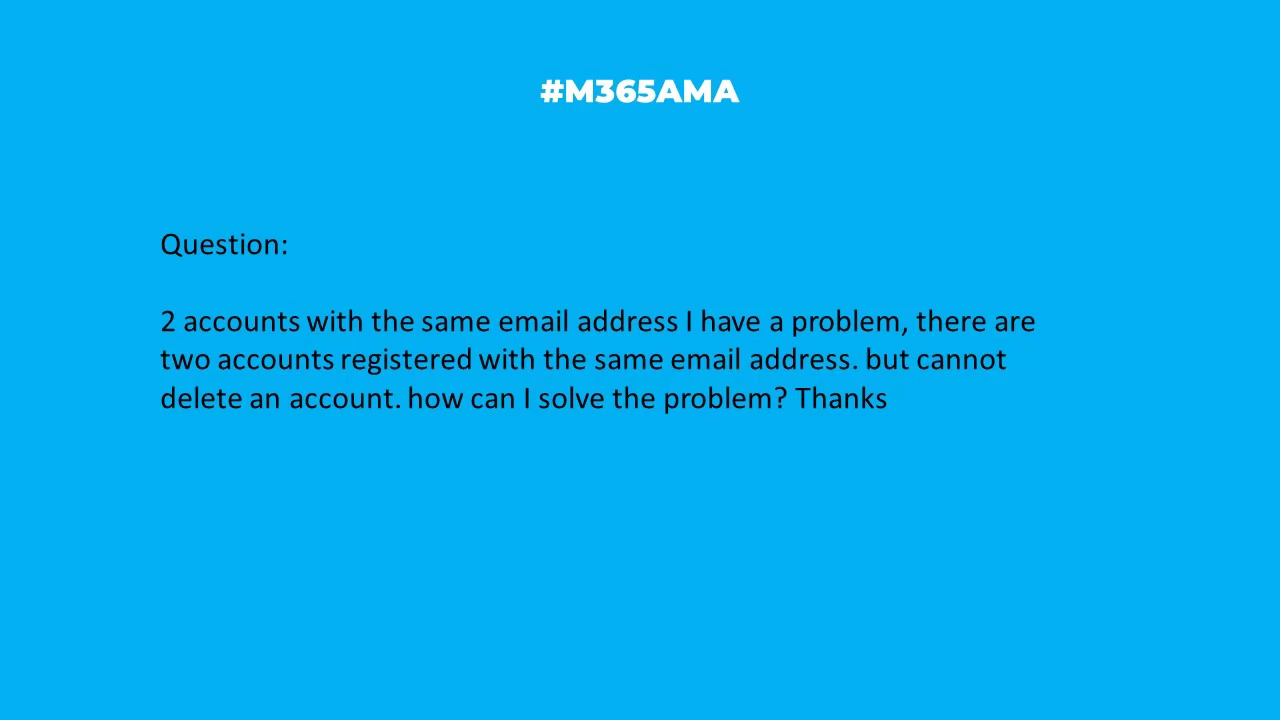 #M365AMA
Question:
2 accounts with the same email address I have a problem, there are
two accounts registered with the same email address. but cannot
delete an account. how can I solve the problem? Thanks